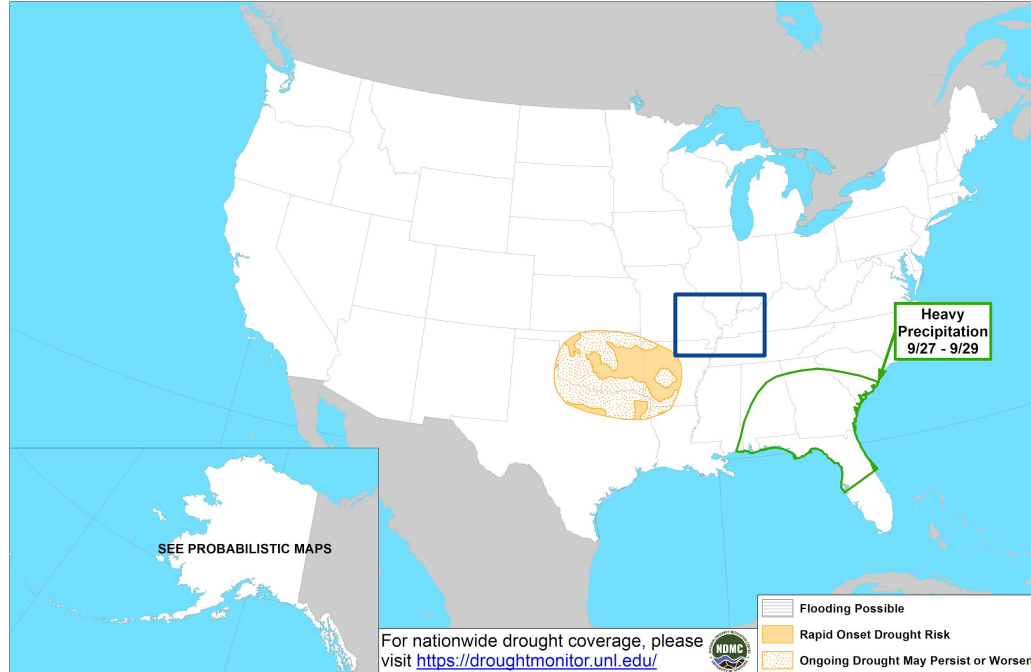 Heavy
Precipitation
9/27 - 9/29
SEE PROBABILISTIC MAPS
For nationwide drought coverage, please
visit https://droughtmonitor.unl.edu/
NDMC
Flooding Possible
Rapid Onset Drought Risk
Ongoing Drought May Persist or Worsen